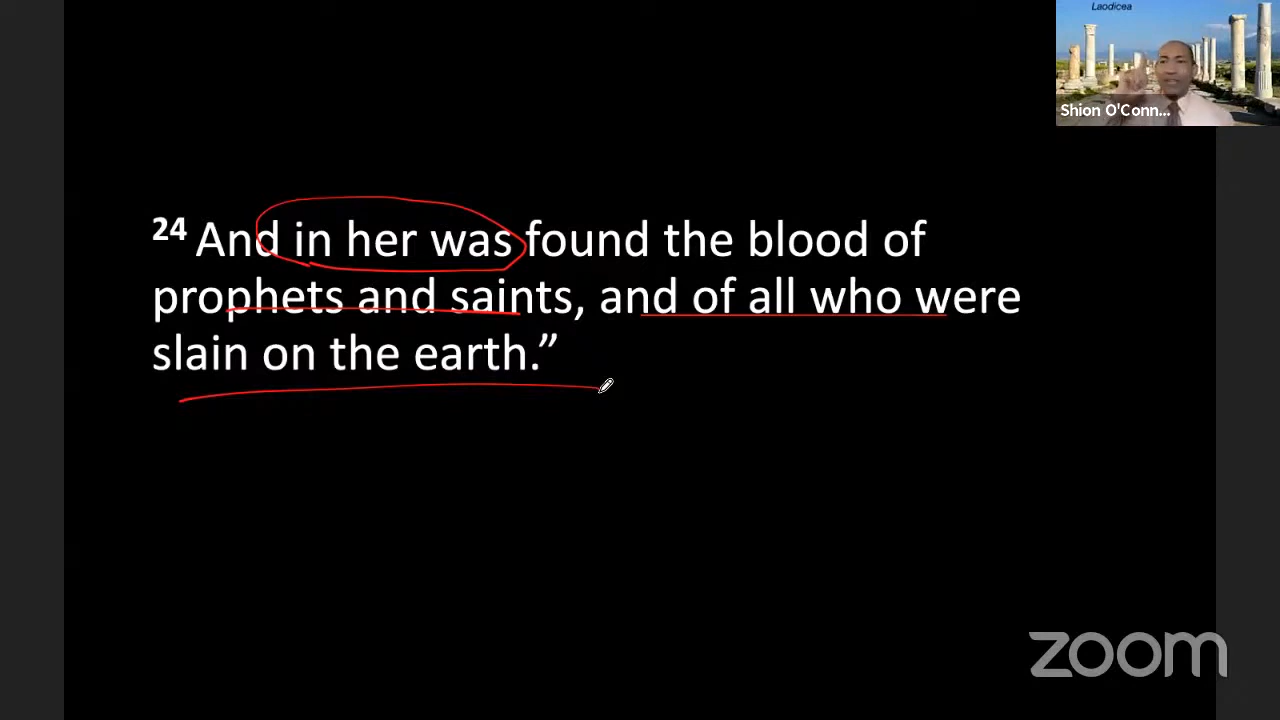 Laodicea
Shion O'Conn...
24 And in her was found the blood of
prophets and saints, and of all who were
slain on the earth.”
zoom